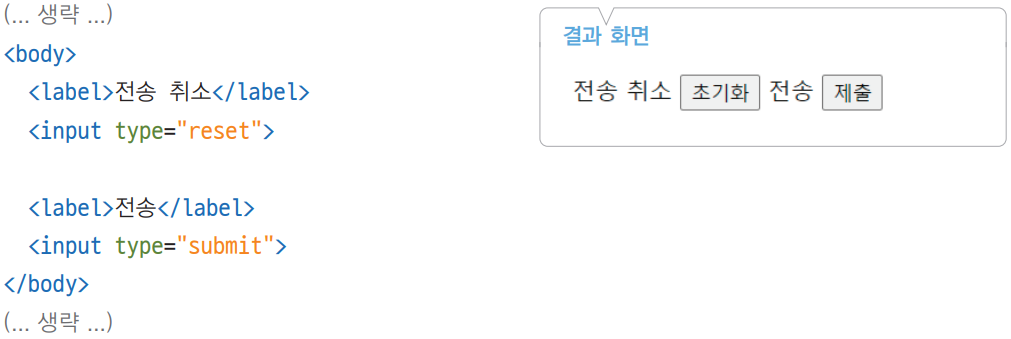 (... 생략 ...)
<body>
<label>전송 취소</label>
<input type="reset">
<label>전송</label>
<input type="submit">
</body>
(... 생략 ...)
결과 화면
전송 취소 초기화 전송 제출